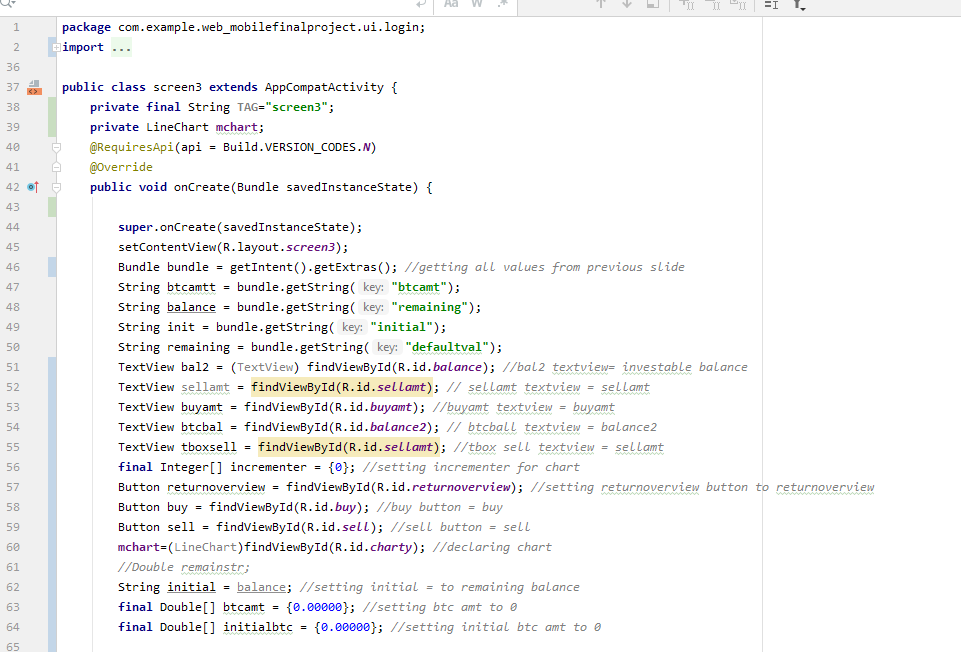 Aa W .*
1 package com.example.web_mobilefinalproject.ui.login;
2 import ...
36
37 public class screen3 extends AppCompatActivity {
38 private final String TAG="screen3";
39 private LineChart mchart;
40 @RequiresApi(api = Build.VERSION_CODES.N)
41 @Override
42 public void onCreate(Bundle savedInstanceState) {
43
44 super.onCreate(savedInstanceState);
45 setContentView(R.layout.screen3);
46 Bundle bundle = getIntent().getExtras(); //getting all values from previous slide
47 String btcamtt = bundle.getString( key: "btcamt");
48 String balance = bundle.getString( key: "remaining");
49 String init = bundle.getString( key: "initial");
50 String remaining = bundle.getString( key: "defaultval");
51 TextView bal2 = (TextView) findViewById(R.id.balance); //bal2 textview= investable balance
52 TextView sellamt = findViewById(R.id.sellamt); // sellamt textview = sellamt
53 TextView buyamt = findViewById(R.id.buyamt); //buyamt textview = buyamt
54 TextView btcbal = findViewById(R.id.balance2); // btcball textview = balance2
55 TextView tboxsell = findViewById(R.id.sellamt); //tbox sell textview = sellamt
56 final Integer[] incrementer = {0}; //setting incrementer for chart
57 Button returnoverview = findViewById(R.id.returnoverview); //setting returnoverview button to returnoverview
58 Button buy = findViewById(R.id.buy); //buy button = buy
59 Button sell = findViewById(R.id.sell); //sell button = sell
60 mchart=(LineChart)findViewById(R.id.charty); //declaring chart
61 //Double remainstr;
62 String initial = balance; //setting initial = to remaining balance
63 final Double[] btcamt = {0.00000}; //setting btc amt to 0
64 final Double[] initialbtc = {0.00000}; //setting initial btc amt to 0
65